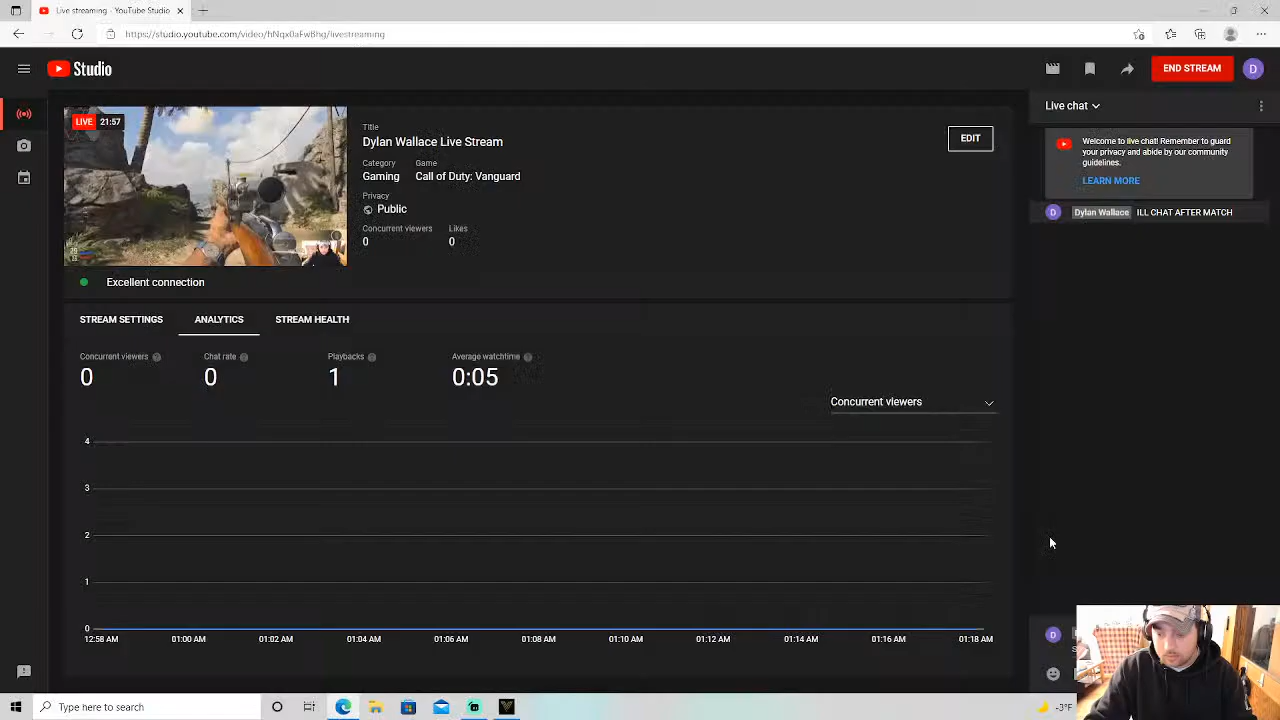 Live streaming - YouTube Studio
https://studio.youtube.com/video/hNqx0aFwBhg/livestreaming
Studio
END STREAM
D
LIVE 21:57
Title
Dylan Wallace Live Stream
Category Game
Gaming Call of Duty: Vanguard
Privacy
Public
Concurrent viewers Likes
0 0
EDIT
Excellent connection
Live chat
Welcome to live chat! Remember to guard
your privacy and abide by our community
guidelines.
LEARN MORE
D Dylan Wallace ILL CHAT AFTER MATCH
STREAM SETTINGS ANALYTICS STREAM HEALTH
Concurrent viewers Chat rate Playbacks Average watchtime
0 0 1 0:05
Concurrent viewers
4
3
2
1
0
12:58 AM 01:00 AM 01:02 AM 01:04 AM 01:06 AM 01:08 AM 01:10 AM 01:12 AM 01:14 AM 01:16 AM 01:18 AM
D
Type here to search
-3°F